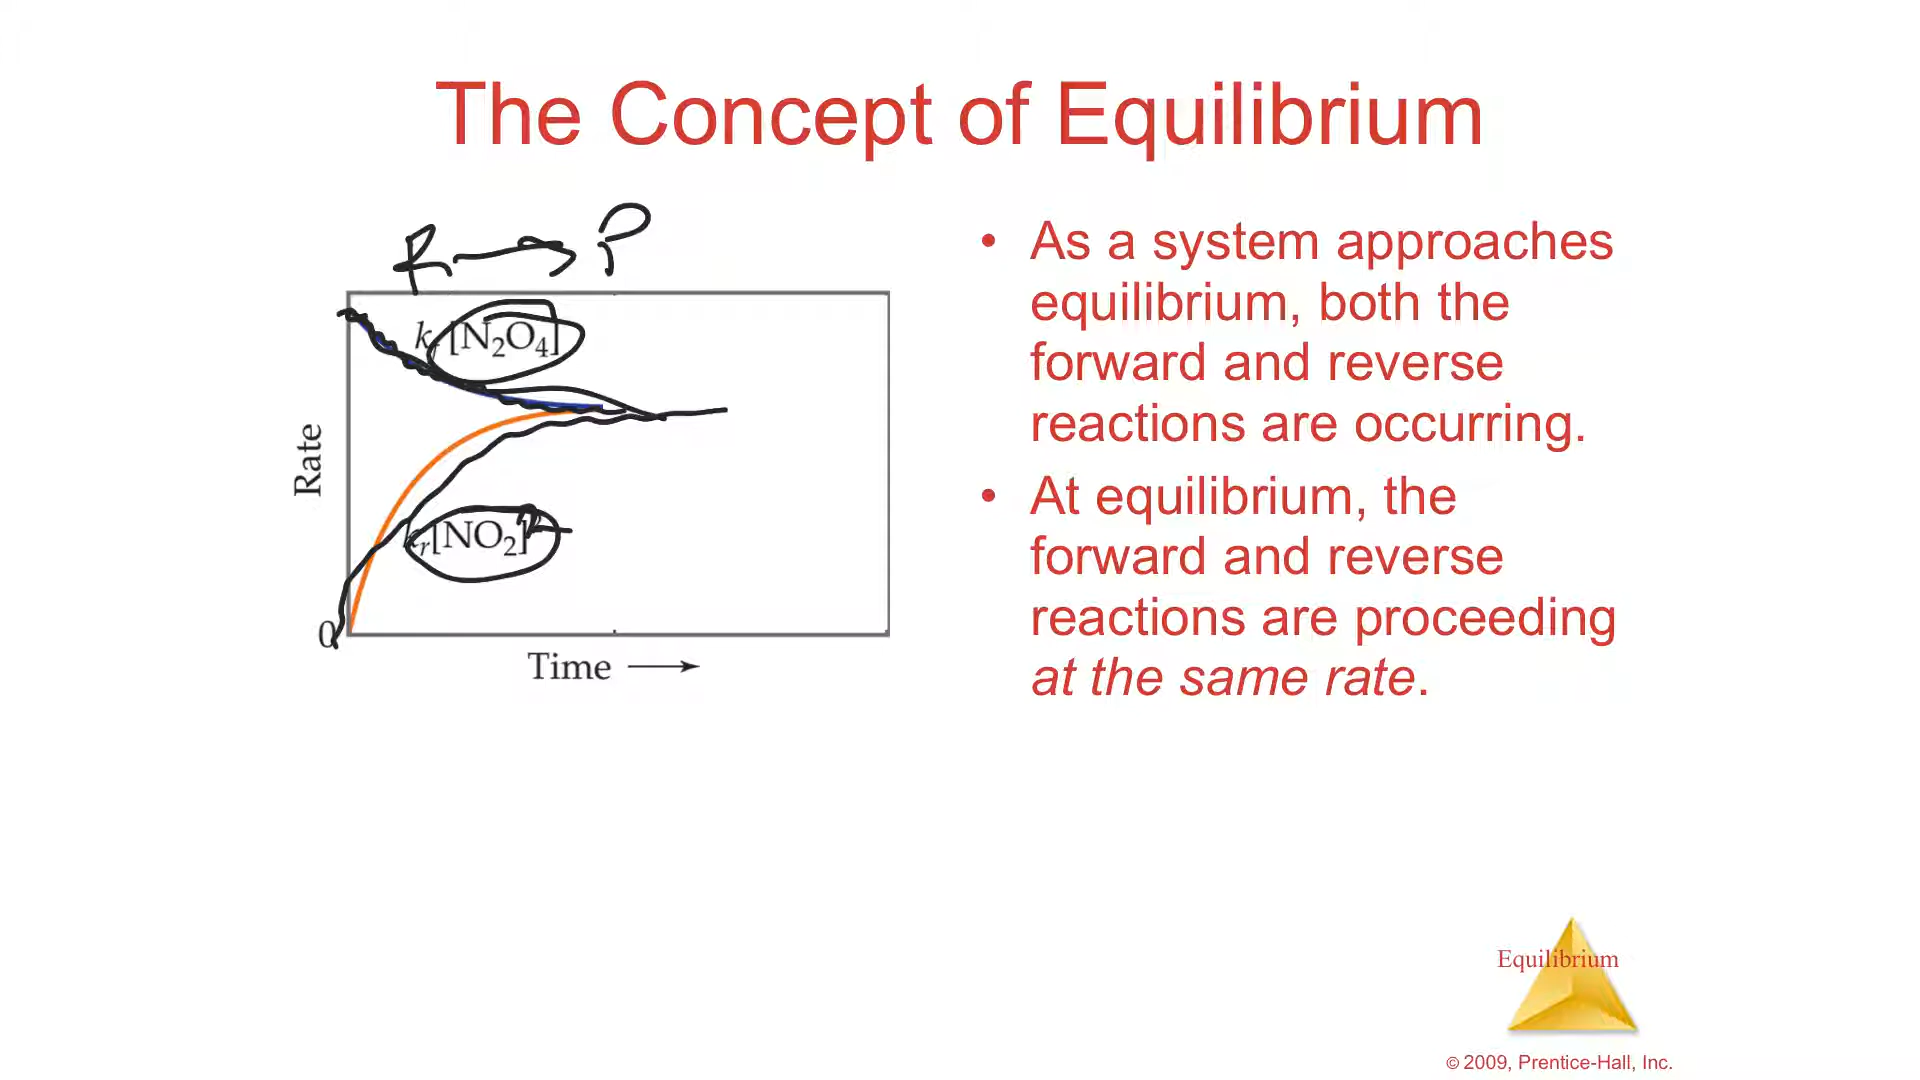 The Concept of Equilibrium
R → P
k [N₂O₄]
Rate
kᵣ[NO₂]²
0
Time →
• As a system approaches
equilibrium, both the
forward and reverse
reactions are occurring.
• At equilibrium, the
forward and reverse
reactions are proceeding
at the same rate.
Equilibrium
© 2009, Prentice-Hall, Inc.